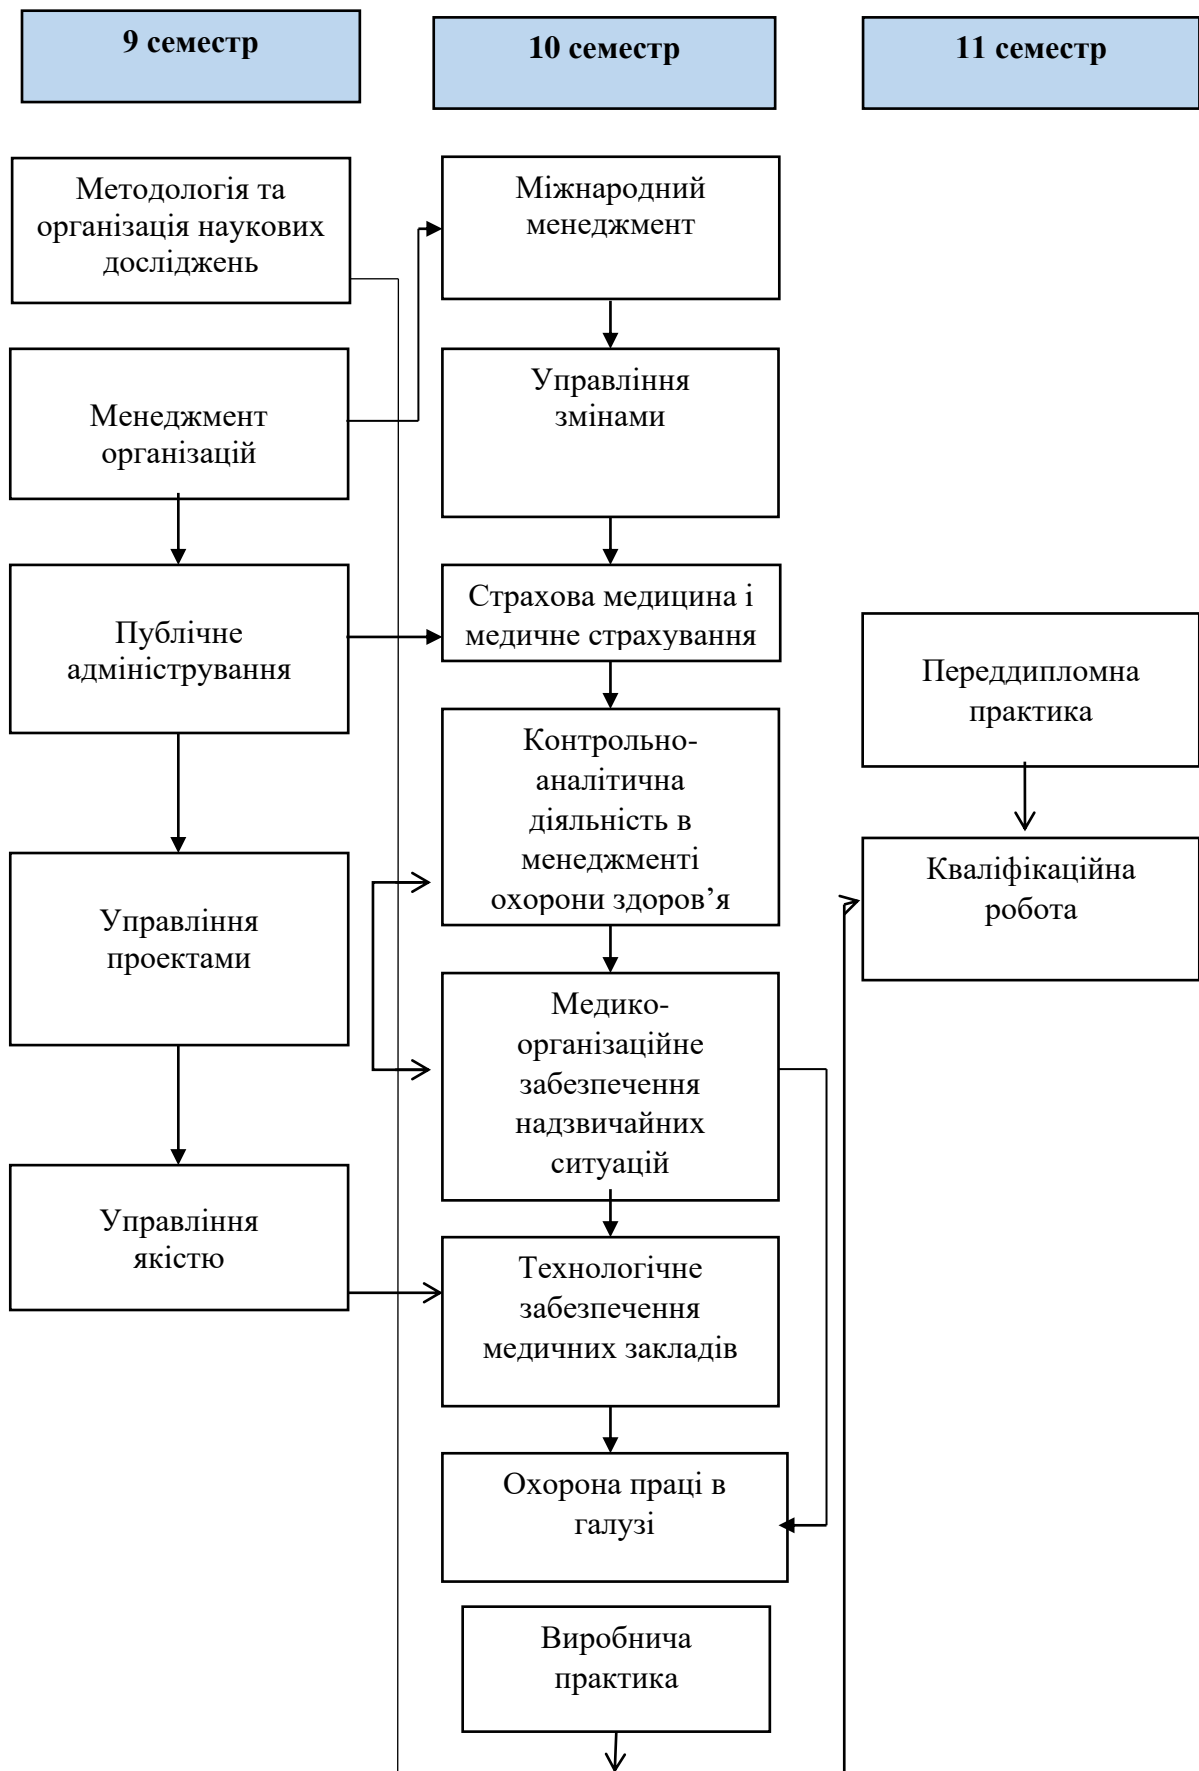 9 семестр
10 семестр
11 семестр
Методологія та
організація наукових
досліджень
Менеджмент
організацій
Публічне
адміністрування
Управління
проектами
Управління
якістю
Міжнародний
менеджмент
Управління
змінами
Страхова медицина і
медичне страхування
Контрольно-
аналітична
діяльність в
менеджменті
охорони здоров’я
Медико-
організаційне
забезпечення
надзвичайних
ситуацій
Технологічне
забезпечення
медичних закладів
Охорона праці в
галузі
Виробнича
практика
Переддипломна
практика
Кваліфікаційна
робота